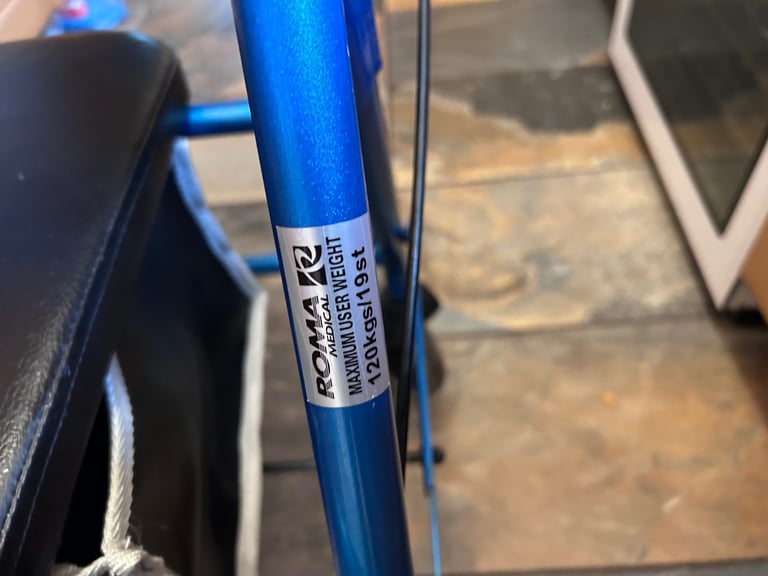 ROMA
MEDICAL
MAXIMUM USER WEIGHT
120kgs/19st